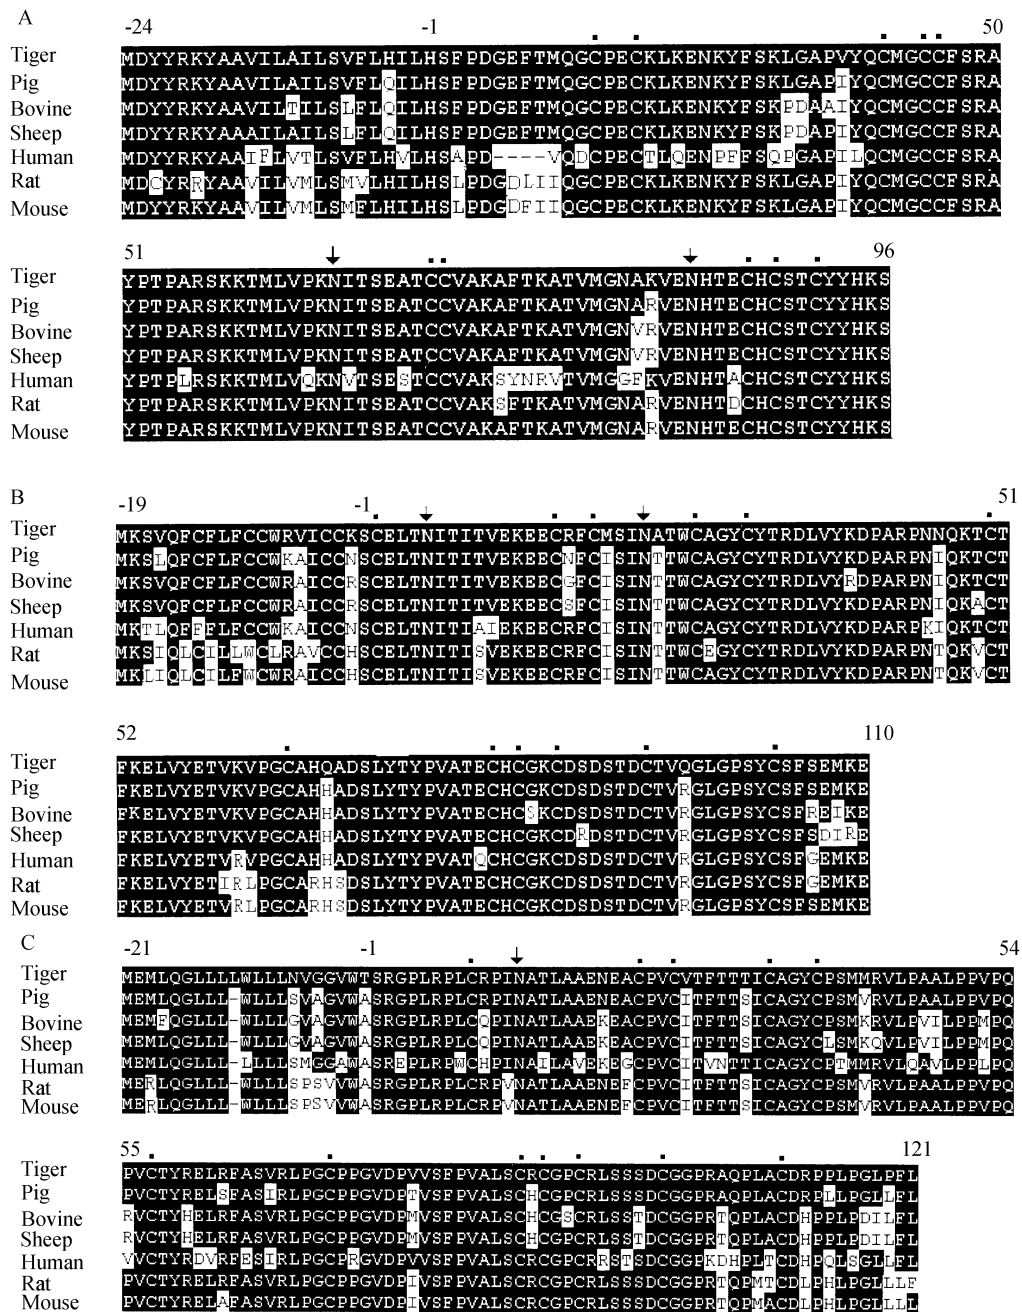 A
-24 -1 50
Tiger MDYYRKYAAVILAILSVFLHILHSFPDGEFTMQGCPECKLKENKYFSKLGAPVYQCMGCCFSRA
Pig MDYYRKYAAVILAILSVFLQILHSFPDGEFTMQGCPECKLKENKYFSKLGAPIYQCMGCCFSRA
Bovine MDYYRKYAAVILTILSLFLQILHSFPDGEFTMQGCPECKLKENKYFSKPDAAIYQCMGCCFSRA
Sheep MDYYRKYAAAILAILSLFLQILHSFPDGEFTMQGCPECKLKENKYFSKPDAPIYQCMGCCFSRA
Human MDYYRKYAAIFLVTLSVFLHVLHSAPD----VQDCPECTLQENPFFSQPGAPILQCMGCCFSRA
Rat MDCYRRYAAVILVMLSMVLHILHSLPDGDLIIQGCPECKLKENKYFSKLGAPIYQCMGCCFSRA
Mouse MDYYRKYAAVILVMLSMFLHILHSLPDGDFIIQGCPECKLKENKYFSKLGAPIYQCMGCCFSRA
51 96
Tiger YPTPARSKKTMLVPKNITSEATCCVAKAFTKATVMGNAKVENHTECHCSTCYYHKS
Pig YPTPARSKKTMLVPKNITSEATCCVAKAFTKATVMGNARVENHTECHCSTCYYHKS
Bovine YPTPARSKKTMLVPKNITSEATCCVAKAFTKATVMGNVRVENHTECHCSTCYYHKS
Sheep YPTPARSKKTMLVPKNITSEATCCVAKAFTKATVMGNVRVENHTECHCSTCYYHKS
Human YPTPLRSKKTMLVQKNVTSESTCCVAKSYNRVTVMGGFKVENHTACHCSTCYYHKS
Rat YPTPARSKKTMLVPKNITSEATCCVAKSFTKATVMGNARVENHTDCHCSTCYYHKS
Mouse YPTPARSKKTMLVPKNITSEATCCVAKAFTKATVMGNARVENHTECHCSTCYYHKS
B
-19 -1 51
Tiger MKSVQFCFLFCCWRVICCKSCELTNITITVEKEECRFCMSINATWCAGYCYTRDLVYKDPARPNNQKTCT
Pig MKSLQFCFLFCCWKAICCNSCELTNITITVEKEECNFCISINTTWCAGYCYTRDLVYKDPARPNIQKTCT
Bovine MKSVQFCFLFCCWRAICCRSCELTNITITVEKEECGFCISINTTWCAGYCYTRDLVYRDPARPNIQKTCT
Sheep MKSVQFCFLFCCWRAICCRSCELTNITITVEKEECSFCISINTTWCAGYCYTRDLVYKDPARPNIQKACT
Human MKTLQFFFLFCCWKAICCNSCELTNITIAIEKEECRFCISINTTWCAGYCYTRDLVYKDPARPKIQKTCT
Rat MKSIQLCILLWCLRAVCCHSCELTNITISVEKEECRFCISINTTWCEGYCYTRDLVYKDPARPNTQKVCT
Mouse MKLIQLCILFWCWRAICCHSCELTNITISVEKEECRFCISINTTWCAGYCYTRDLVYKDPARPNTQKVCT
52 110
Tiger FKELVYETVKVPGCAHQADSLYTYPVATECHCGKCDSDSTDCTVQGLGPSYCSFSEMKE
Pig FKELVYETVKVPGCAHHADSLYTYPVATECHCGKCDSDSTDCTVRGLGPSYCSFSEMKE
Bovine FKELVYETVKVPGCAHHADSLYTYPVATECHCSKCDSDSTDCTVRGLGPSYCSFREIKE
Sheep FKELVYETVKVPGCAHHADSLYTYPVATECHCGKCDRDSTDCTVRGLGPSYCSFSDIRE
Human FKELVYETVRVPGCAHHADSLYTYPVATQCHCGKCDSDSTDCTVRGLGPSYCSFGEMKE
Rat FKELVYETIRLPGCARHSDSLYTYPVATECHCGKCDSDSTDCTVRGLGPSYCSFGEMKE
Mouse FKELVYETVRLPGCARHSDSLYTYPVATECHCGKCDSDSTDCTVRGLGPSYCSFSEMKE
C
-21 -1 54
Tiger MEMLQGLLLLWLLLNVGGVWTSRGPLRPLCRPINATLAAENEACPVCVTFTTTICAGYCPSMMRVLPAALPPVPQ
Pig MEMLQGLLL-WLLLSVAGVWASRGPLRPLCRPINATLAAENEACPVCITFTTSICAGYCPSMVRVLPAALPPVPQ
Bovine MEMFQGLLL-WLLLGVAGVWASRGPLRPLCQPINATLAAEKEACPVCITFTTSICAGYCPSMKRVLPVILPPMPQ
Sheep MEMLQGLLL-WLLLGVAGVWASRGPLRPLCQPINATLAAEKEACPVCITFTTSICAGYCLSMKQVLPVILPPMPQ
Human MEMLQGLLL-LLLLSMGGAWASREPLRPWCHPINAILAVEKEGCPVCITVNTTICAGYCPTMMRVLQAVLPPLPQ
Rat MERLQGLLL-WLLLSPSVVWASRGPLRPLCRPVNATLAAENEFCPVCITFTTSICAGYCPSMVRVLPAALPPVPQ
Mouse MERLQGLLL-WLLLSPSVVWASRGPLRPLCRPVNATLAAENEFCPVCITFTTSICAGYCPSMVRVLPAALPPVPQ
55 121
Tiger PVCTYRELRFASVRLPGCPPGVDPVVSFPVALSCRCGPCRLSSSDCGGPRAQPLACDRPPLPGLPFL
Pig PVCTYRELSFASIRLPGCPPGVDPTVSFPVALSCHCGPCRLSSSDCGGPRAQPLACDRPLLPGLLFL
Bovine RVCTYHELRFASVRLPGCPPGVDPMVSFPVALSCHCGSCRLSSTDCGGPRTQPLACDHPPLPDILFL
Sheep RVCTYHELRFASVRLPGCPPGVDPMVSFPVALSCHCGPCRLSSTDCGGPRTQPLACDHPPLPDILFL
Human VVCTYRDVRFESIRLPGCPRGVDPVVSFPVALSCRCGPCRRSTSDCGGPKDHPLTCDHPQLSGLLFL
Rat PVCTYRELRFASVRLPGCPPGVDPIVSFPVALSCRCGPCRLSSSDCGGPRTQPMTCDLPHLPGLLLF
Mouse PVCTYRELAFASVRLPGCPPGVDPIVSFPVALSCRCGPCRLSSSDCGGPRTQPMACDLPHLPGLLLF